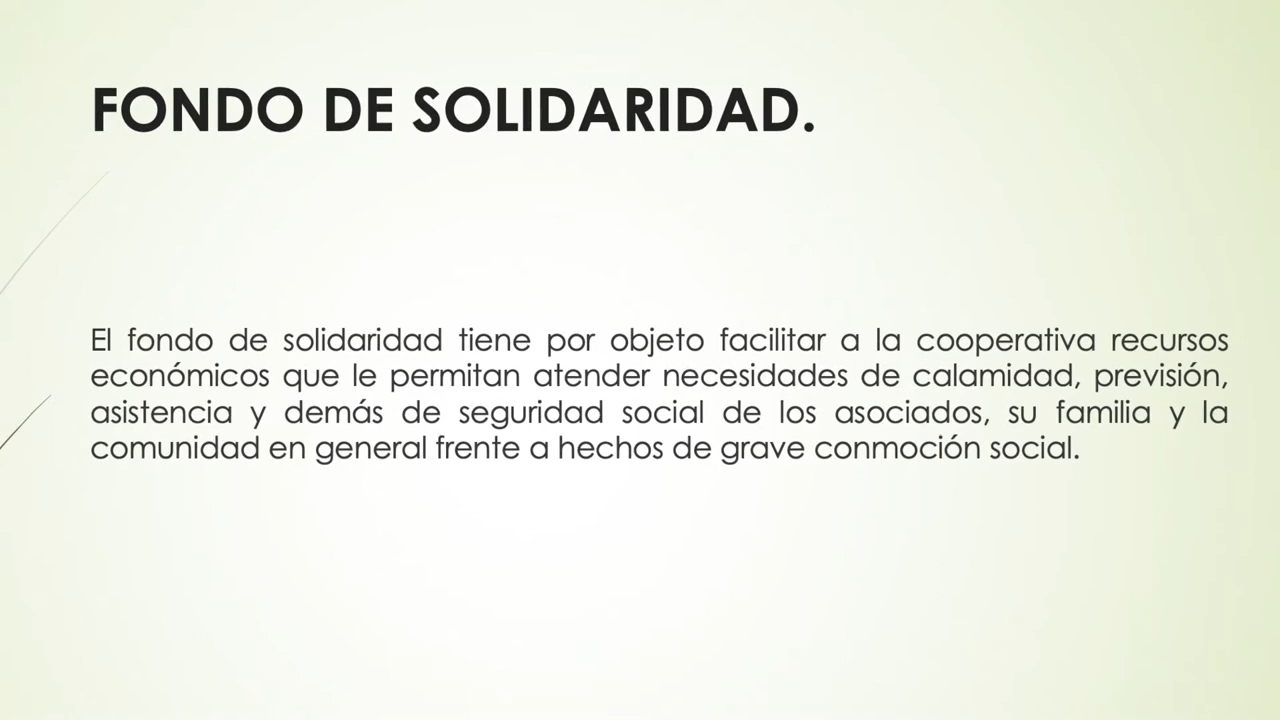 FONDO DE SOLIDARIDAD.
El fondo de solidaridad tiene por objeto facilitar a la cooperativa recursos
económicos que le permitan atender necesidades de calamidad, previsión,
asistencia y demás de seguridad social de los asociados, su familia y la
comunidad en general frente a hechos de grave conmoción social.